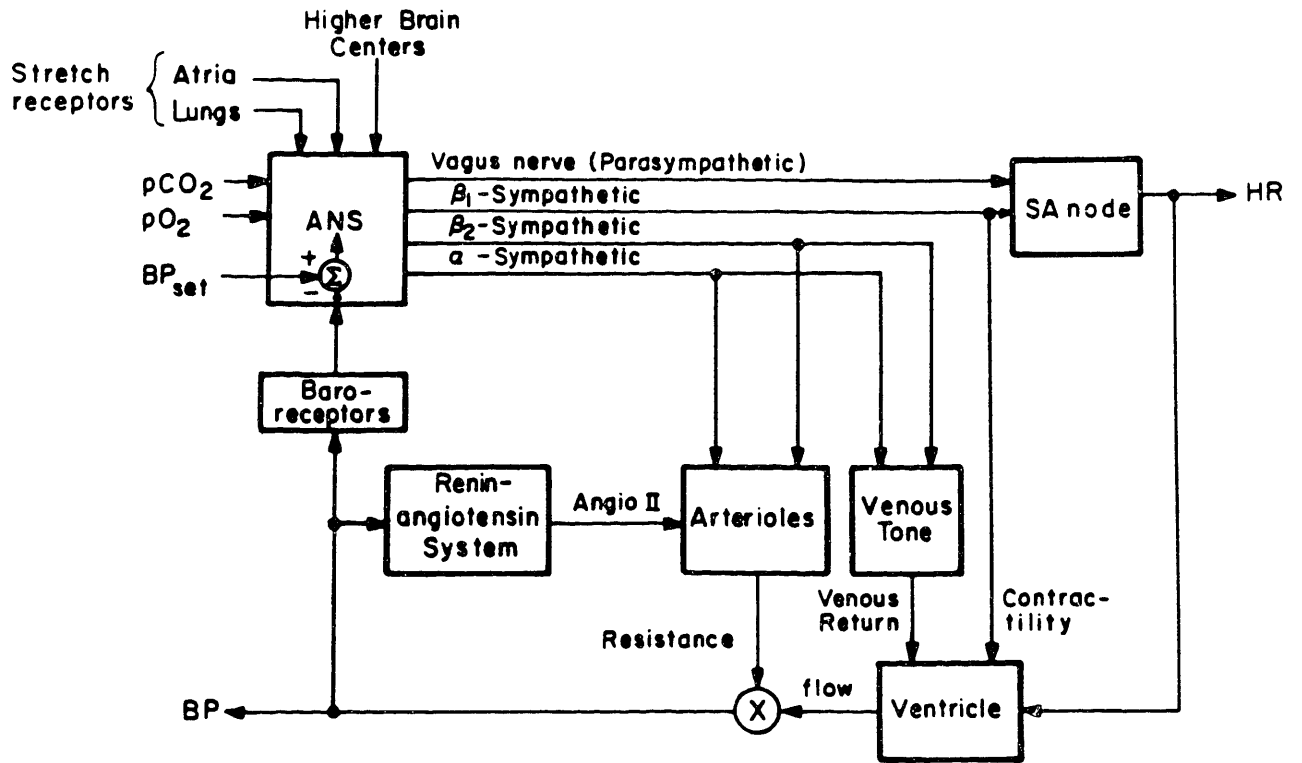 Higher Brain
Centers
Stretch
receptors
{
Atria
Lungs
pCO₂
pO₂
BPset
ANS
+
Σ
−
Vagus nerve (Parasympathetic)
β₁-Sympathetic
β₂-Sympathetic
α-Sympathetic
SA node
HR
Baro-
receptors
Renin-
angiotensin
System
Angio II
Arterioles
Venous
Tone
Resistance
Venous
Return
Contrac-
tility
BP
X
flow
Ventricle